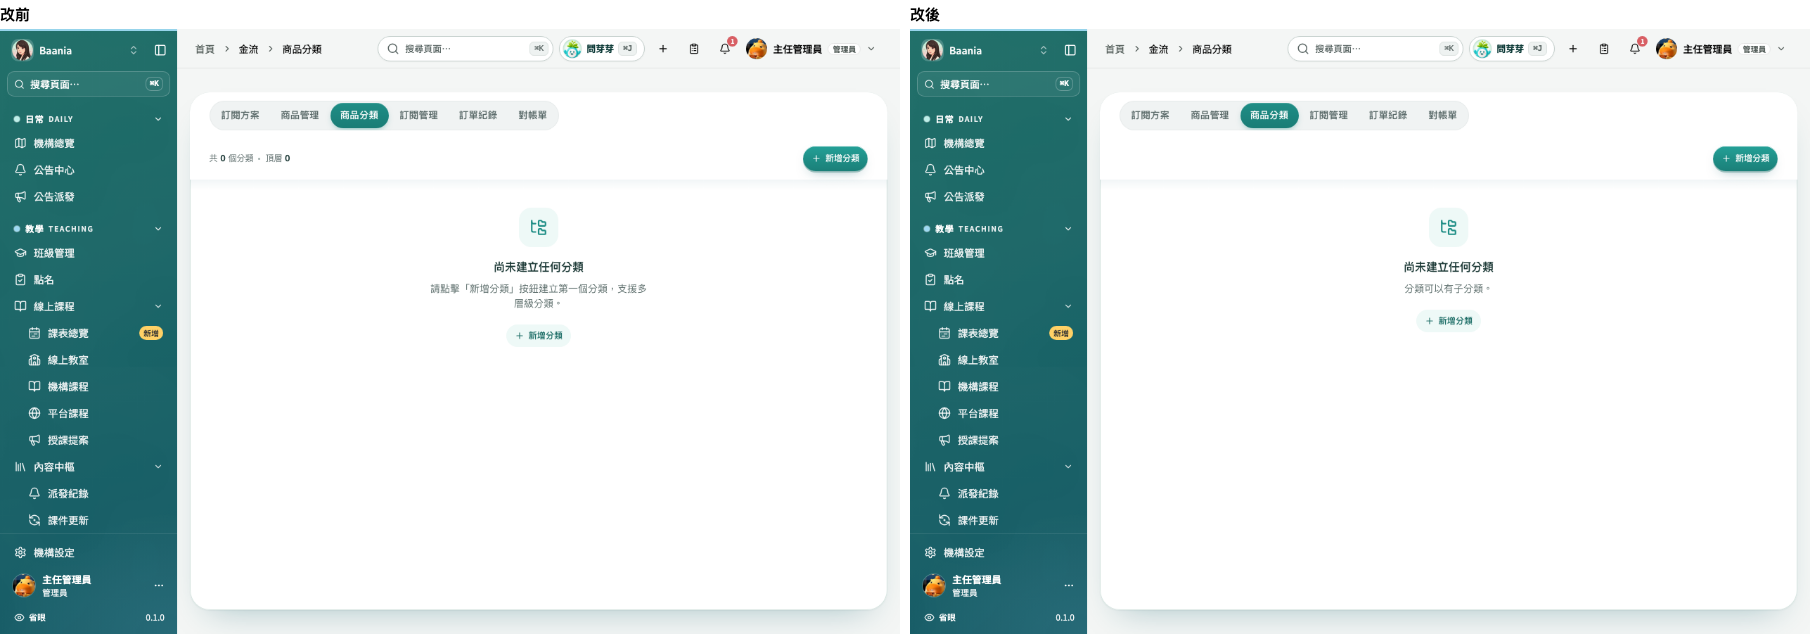 改前
Baania
搜尋頁面…
⌘K
日常 DAILY
機構總覽
公告中心
公告派發
教學 TEACHING
班級管理
點名
線上課程
課表總覽
新增
線上教室
機構課程
平台課程
授課提案
內容中樞
派發紀錄
課件更新
機構設定
主任管理員
管理員
省眼
0.1.0
首頁 > 金流 > 商品分類
搜尋頁面…
⌘K
問芽芽
⌘J
1
主任管理員
管理員
訂閱方案 商品管理 商品分類 訂閱管理 訂單紀錄 對帳單
共 0 個分類・頂層 0
+ 新增分類
尚未建立任何分類
請點擊「新增分類」按鈕建立第一個分類，支援多
層級分類。
+ 新增分類
改後
Baania
搜尋頁面…
⌘K
日常 DAILY
機構總覽
公告中心
公告派發
教學 TEACHING
班級管理
點名
線上課程
課表總覽
新增
線上教室
機構課程
平台課程
授課提案
內容中樞
派發紀錄
課件更新
機構設定
主任管理員
管理員
省眼
0.1.0
首頁 > 金流 > 商品分類
搜尋頁面…
⌘K
問芽芽
⌘J
1
主任管理員
管理員
訂閱方案 商品管理 商品分類 訂閱管理 訂單紀錄 對帳單
+ 新增分類
尚未建立任何分類
分類可以有子分類。
+ 新增分類